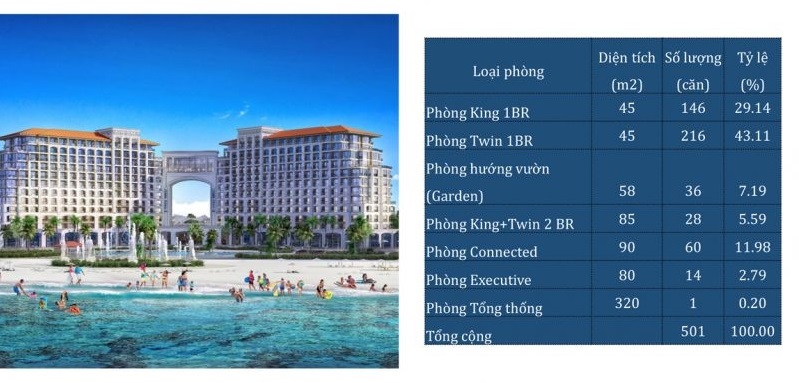 Loại phòng Diện tích (m2) Số lượng (căn) Tỷ lệ (%)
Phòng King 1BR 45 146 29.14
Phòng Twin 1BR 45 216 43.11
Phòng hướng vườn (Garden) 58 36 7.19
Phòng King+Twin 2 BR 85 28 5.59
Phòng Connected 90 60 11.98
Phòng Executive 80 14 2.79
Phòng Tổng thống 320 1 0.20
Tổng cộng 501 100.00